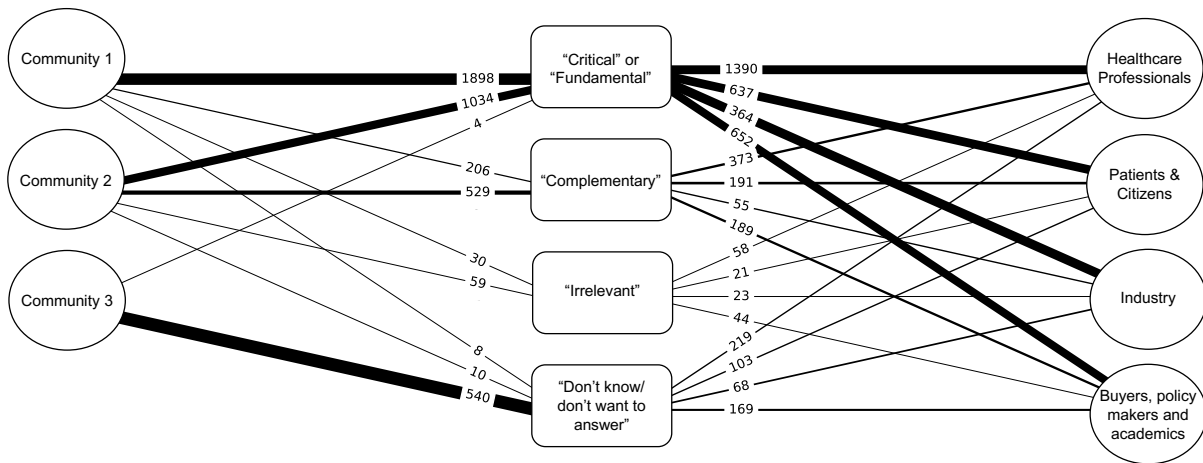 Community 1
Community 2
Community 3
1898
1034
4
206
529
30
59
8
10
540
“Critical” or
“Fundamental”
“Complementary”
“Irrelevant”
“Don’t know/
don’t want to
answer”
1390
637
364
652
373
191
55
189
58
21
23
44
219
103
68
169
Healthcare
Professionals
Patients &
Citizens
Industry
Buyers, policy
makers and
academics